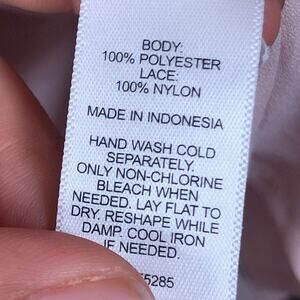 BODY:
100% POLYESTER
LACE:
100% NYLON
MADE IN INDONESIA
HAND WASH COLD
SEPARATELY.
ONLY NON-CHLORINE
BLEACH WHEN
NEEDED. LAY FLAT TO
DRY. RESHAPE WHILE
DAMP. COOL IRON
IF NEEDED.
5285